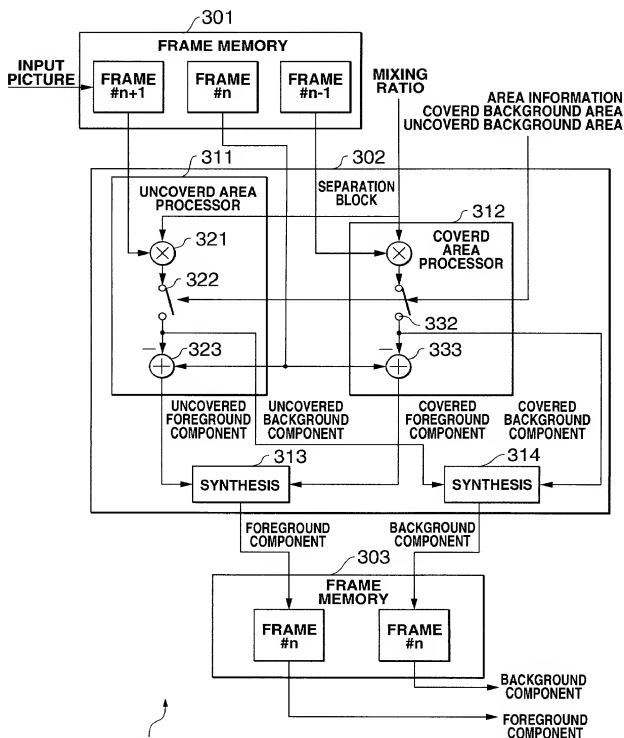 301
FRAME MEMORY
INPUT
PICTURE
FRAME
#n+1
FRAME
#n
FRAME
#n-1
MIXING
RATIO
AREA INFORMATION
COVERD BACKGROUND AREA
UNCOVERD BACKGROUND AREA
311
302
UNCOVERD AREA
PROCESSOR
SEPARATION
BLOCK
312
COVERD
AREA
PROCESSOR
×
321
×
322
332
−
+
323
−
+
333
UNCOVERED
FOREGROUND
COMPONENT
UNCOVERED
BACKGROUND
COMPONENT
COVERED
FOREGROUND
COMPONENT
COVERED
BACKGROUND
COMPONENT
313
SYNTHESIS
314
SYNTHESIS
FOREGROUND
COMPONENT
BACKGROUND
COMPONENT
303
FRAME
MEMORY
FRAME
#n
FRAME
#n
BACKGROUND
COMPONENT
FOREGROUND
COMPONENT